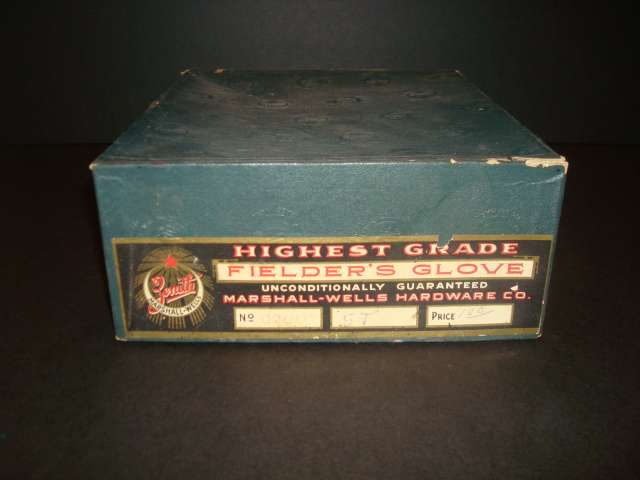 HIGHEST GRADE
FIELDER'S GLOVE
UNCONDITIONALLY GUARANTEED
MARSHALL-WELLS HARDWARE CO.
Zenith
MARSHALL-WELLS
No
PRICE